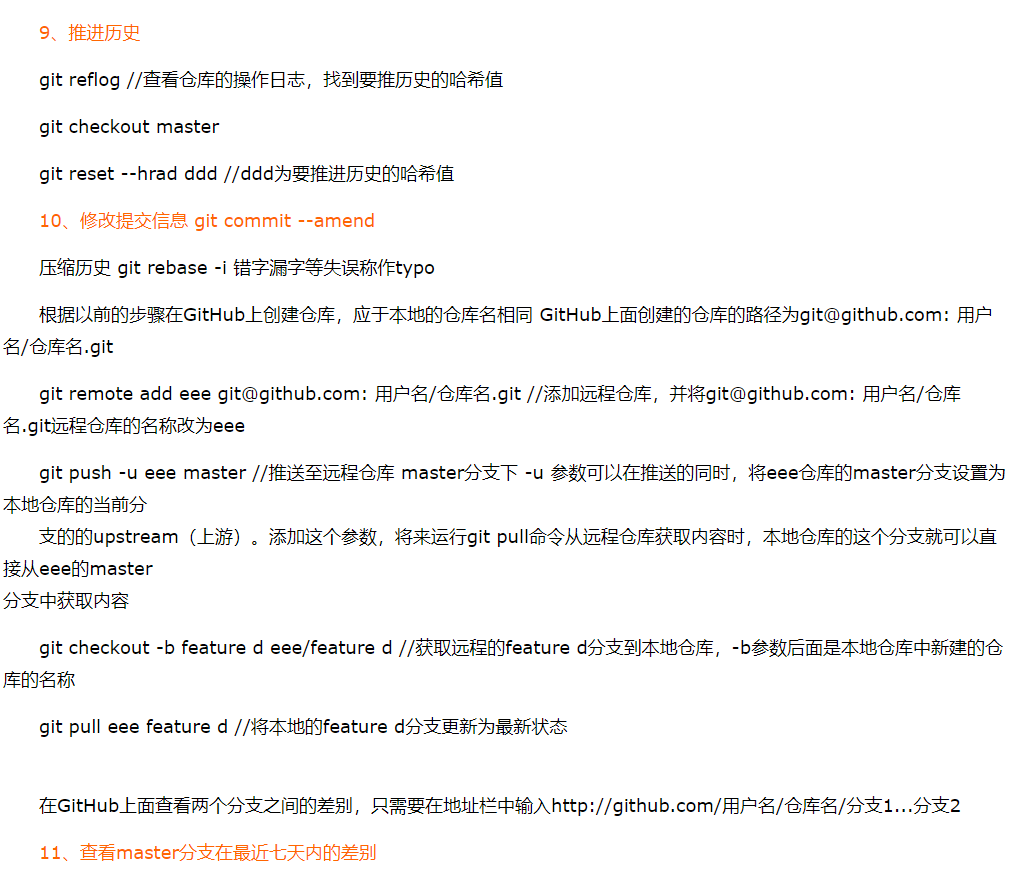 9、推进历史
git reflog //查看仓库的操作日志，找到要推历史的哈希值
git checkout master
git reset --hrad ddd //ddd为要推进历史的哈希值
10、修改提交信息 git commit --amend
压缩历史 git rebase -i 错字漏字等失误称作typo
根据以前的步骤在GitHub上创建仓库，应于本地的仓库名相同 GitHub上面创建的仓库的路径为git@github.com: 用户
名/仓库名.git
git remote add eee git@github.com: 用户名/仓库名.git //添加远程仓库，并将git@github.com: 用户名/仓库
名.git远程仓库的名称改为eee
git push -u eee master //推送至远程仓库 master分支下 -u 参数可以在推送的同时，将eee仓库的master分支设置为
本地仓库的当前分
支的的upstream（上游）。添加这个参数，将来运行git pull命令从远程仓库获取内容时，本地仓库的这个分支就可以直
接从eee的master
分支中获取内容
git checkout -b feature d eee/feature d //获取远程的feature d分支到本地仓库，-b参数后面是本地仓库中新建的仓
库的名称
git pull eee feature d //将本地的feature d分支更新为最新状态
在GitHub上面查看两个分支之间的差别，只需要在地址栏中输入http://github.com/用户名/仓库名/分支1...分支2
11、查看master分支在最近七天内的差别